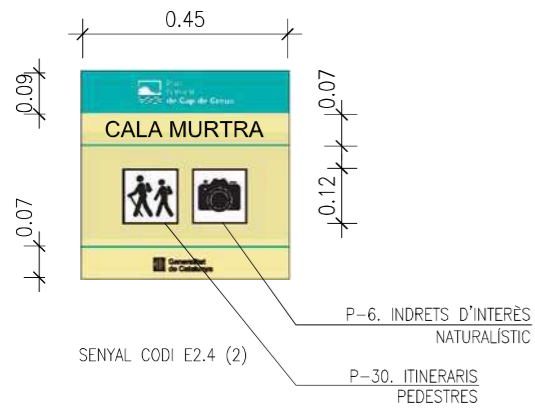 0.45
0.09
0.07
Parc
Natural
de Cap de Creus
CALA MURTRA
0.12
0.07
Generalitat
de Catalunya
P-6. INDRETS D'INTERÈS
NATURALÍSTIC
SENYAL CODI E2.4 (2)
P-30. ITINERARIS
PEDESTRES